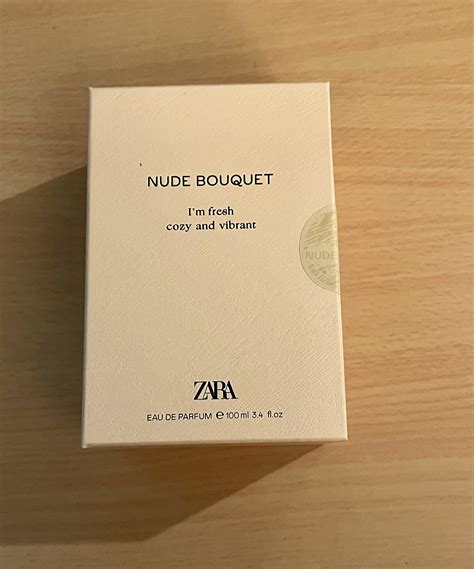 NUDE BOUQUET
I'm fresh
cozy and vibrant
NUDE
ZARA
EAU DE PARFUM ℮ 100 ml 3.4 fl.oz